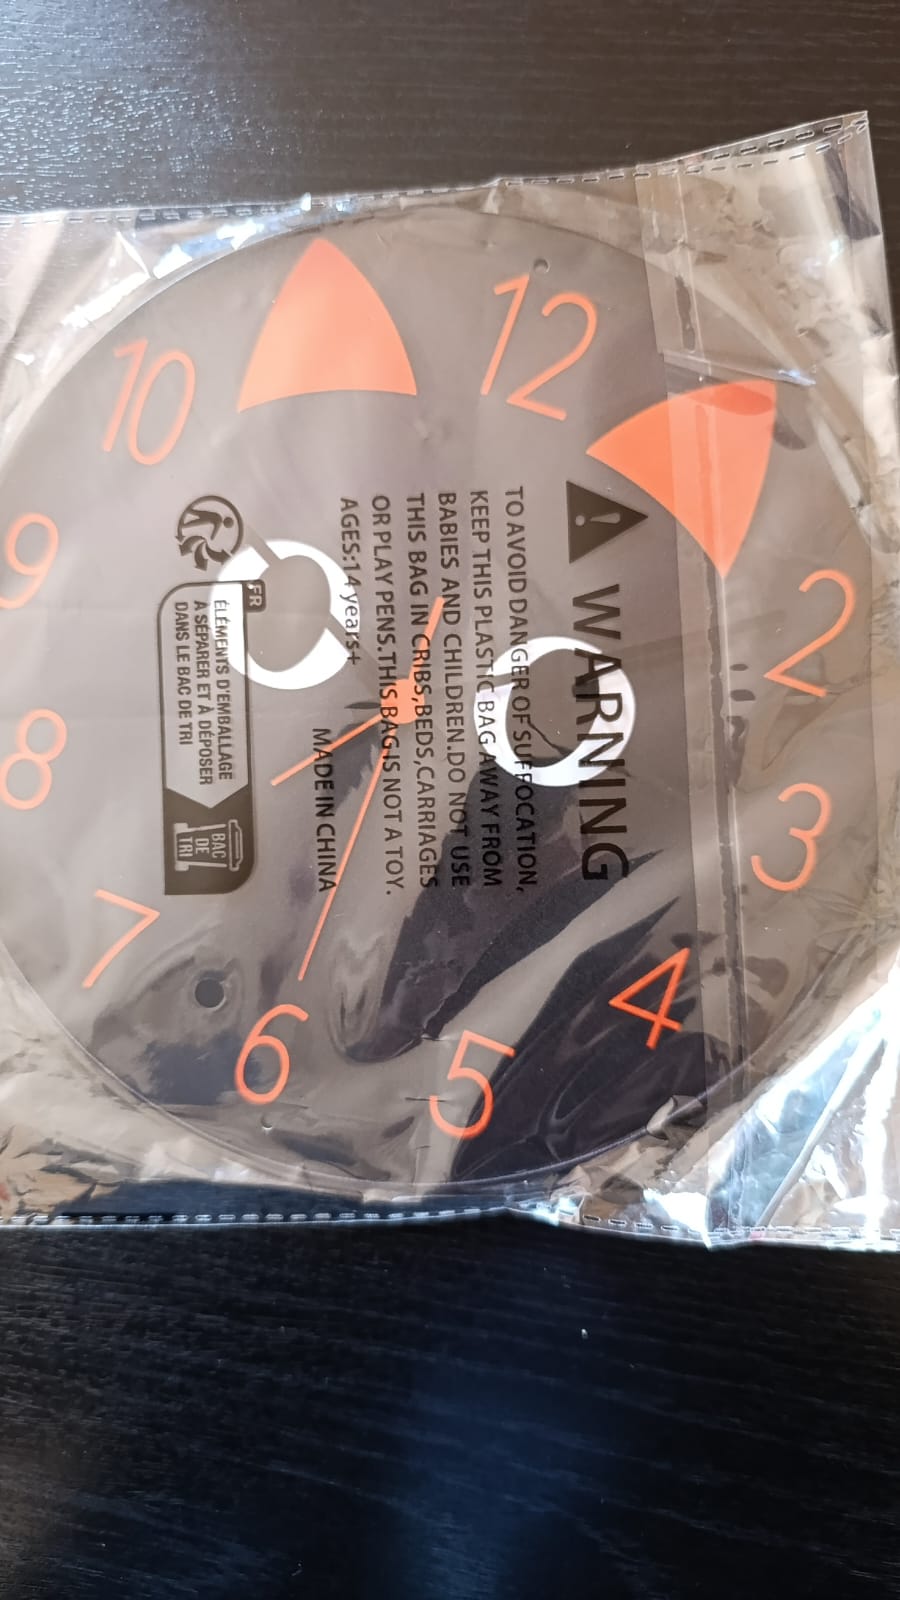 WARNING
TO AVOID DANGER OF SUFFOCATION,
KEEP THIS PLASTIC BAG AWAY FROM
BABIES AND CHILDREN.DO NOT USE
THIS BAG IN CRIBS,BEDS,CARRIAGES
OR PLAY PENS.THIS BAG IS NOT A TOY.
AGES:14 years+
MADE IN CHINA
FR
ÉLÉMENTS D'EMBALLAGE
À SÉPARER ET À DÉPOSER
DANS LE BAC DE TRI
BAC
DE
TRI
12
2
3
4
5
6
7
8
9
10